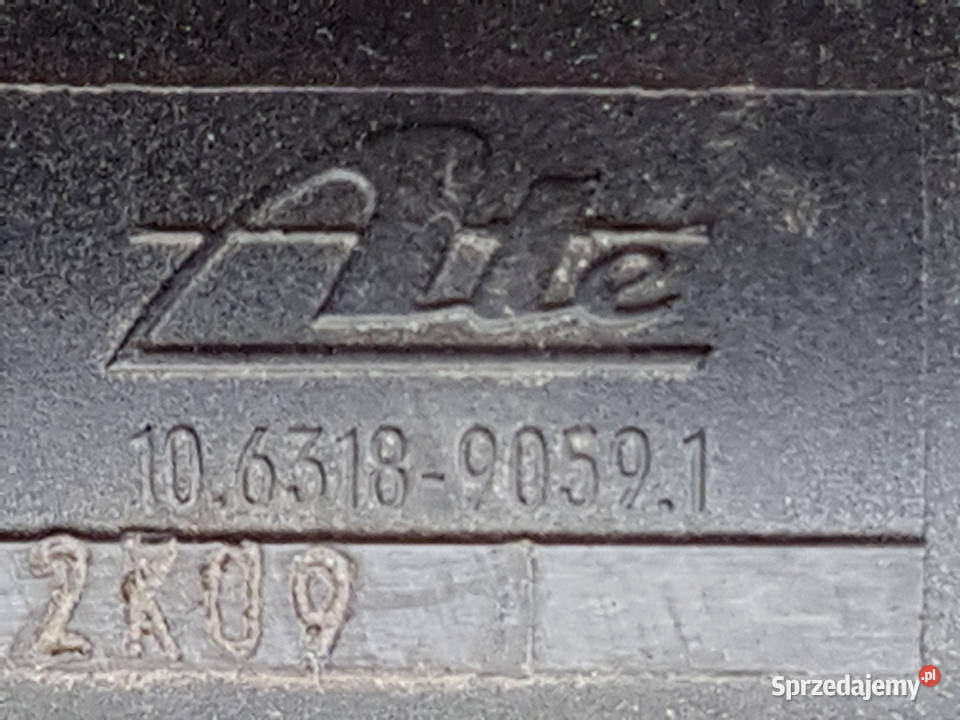 Ate
10.6318-9059.1
2K09
Sprzedajemy.pl